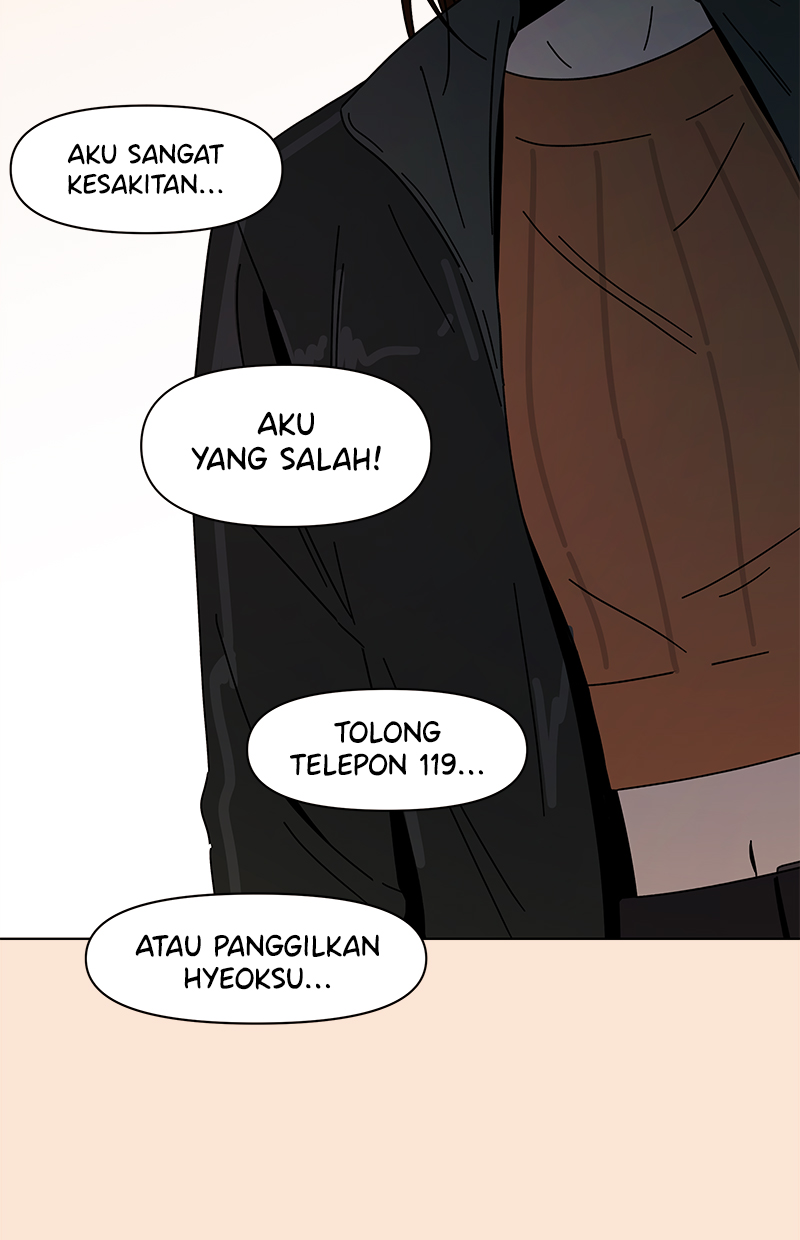 AKU SANGAT
KESAKITAN...
AKU
YANG SALAH!
TOLONG
TELEPON 119...
ATAU PANGGILKAN
HYEOKSU...